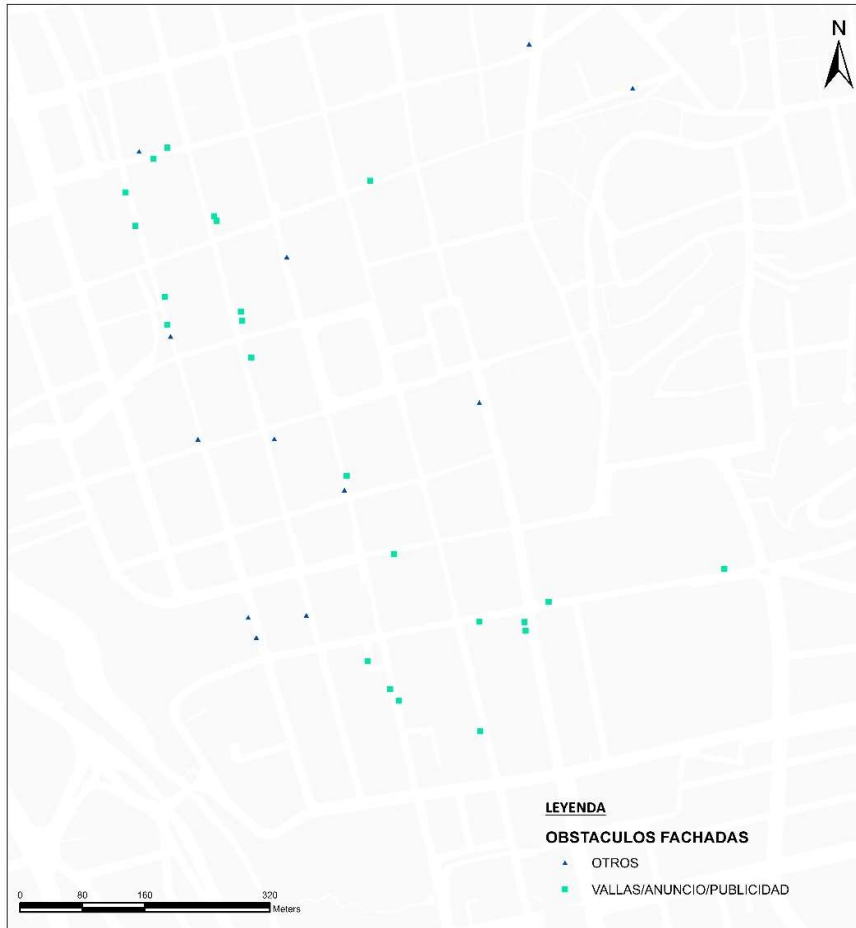 N
LEYENDA
OBSTACULOS FACHADAS
OTROS
VALLAS/ANUNCIO/PUBLICIDAD
0 80 160 320
Meters